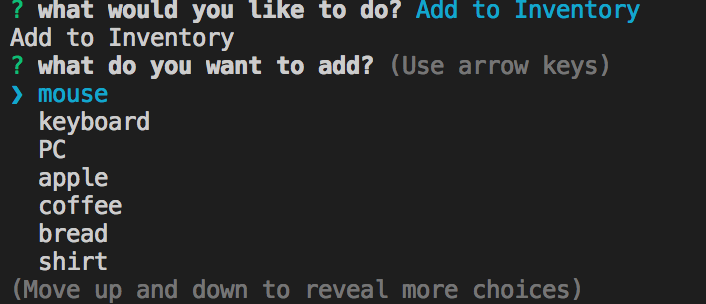 ? what would you like to do? Add to Inventory
Add to Inventory
? what do you want to add? (Use arrow keys)
❯ mouse
keyboard
PC
apple
coffee
bread
shirt
(Move up and down to reveal more choices)